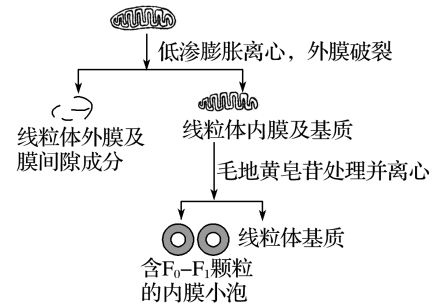 低渗膨胀离心，外膜破裂
线粒体外膜及
膜间隙成分
线粒体内膜及基质
毛地黄皂苷处理并离心
线粒体基质
含F₀-F₁颗粒
的内膜小泡